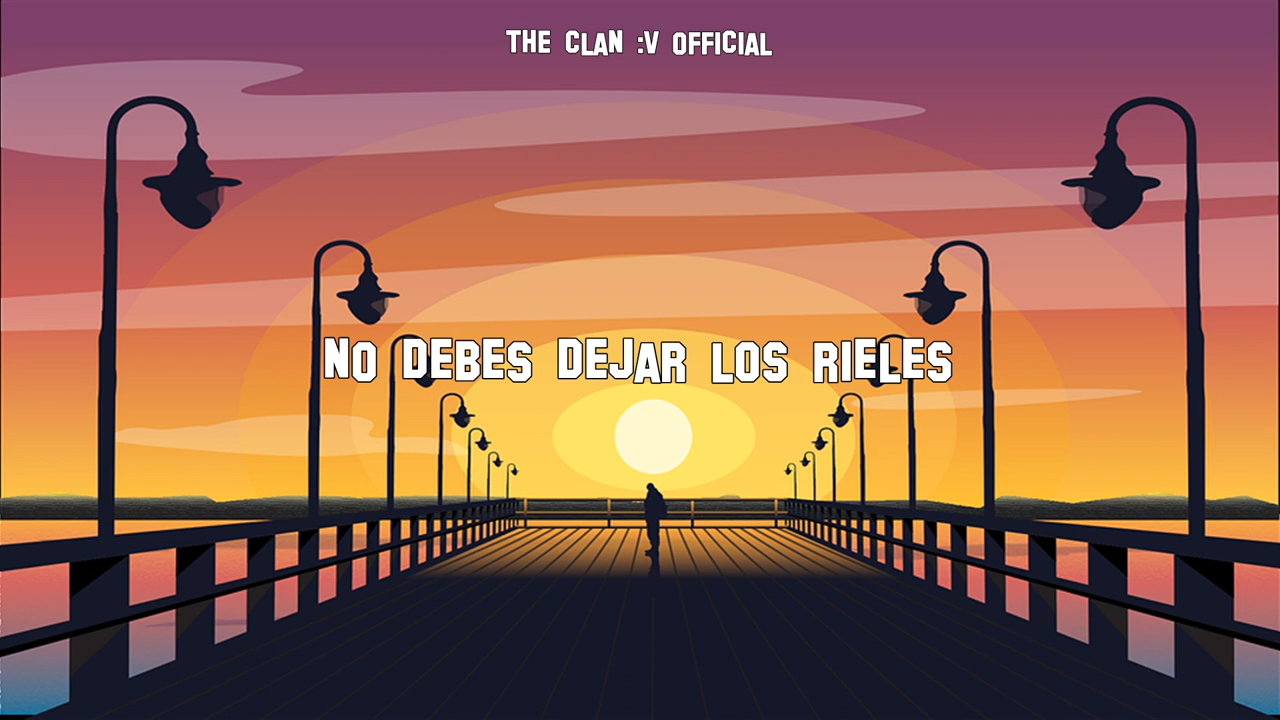 THE CLAN :V OFFICIAL
NO DEBES DEJAR LOS RIELES